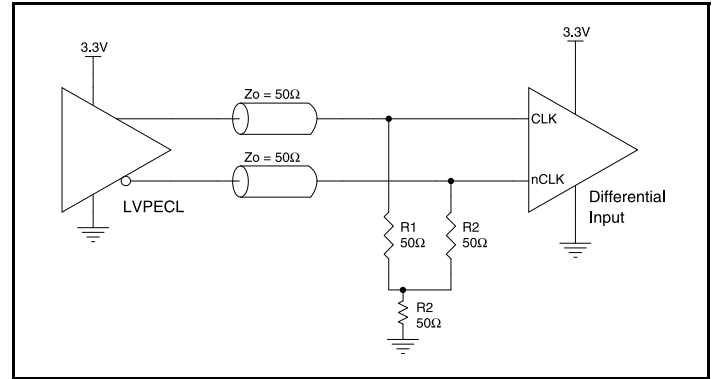 3.3V
3.3V
Zo = 50Ω
CLK
Zo = 50Ω
nCLK
LVPECL
Differential
Input
R1
50Ω
R2
50Ω
R2
50Ω